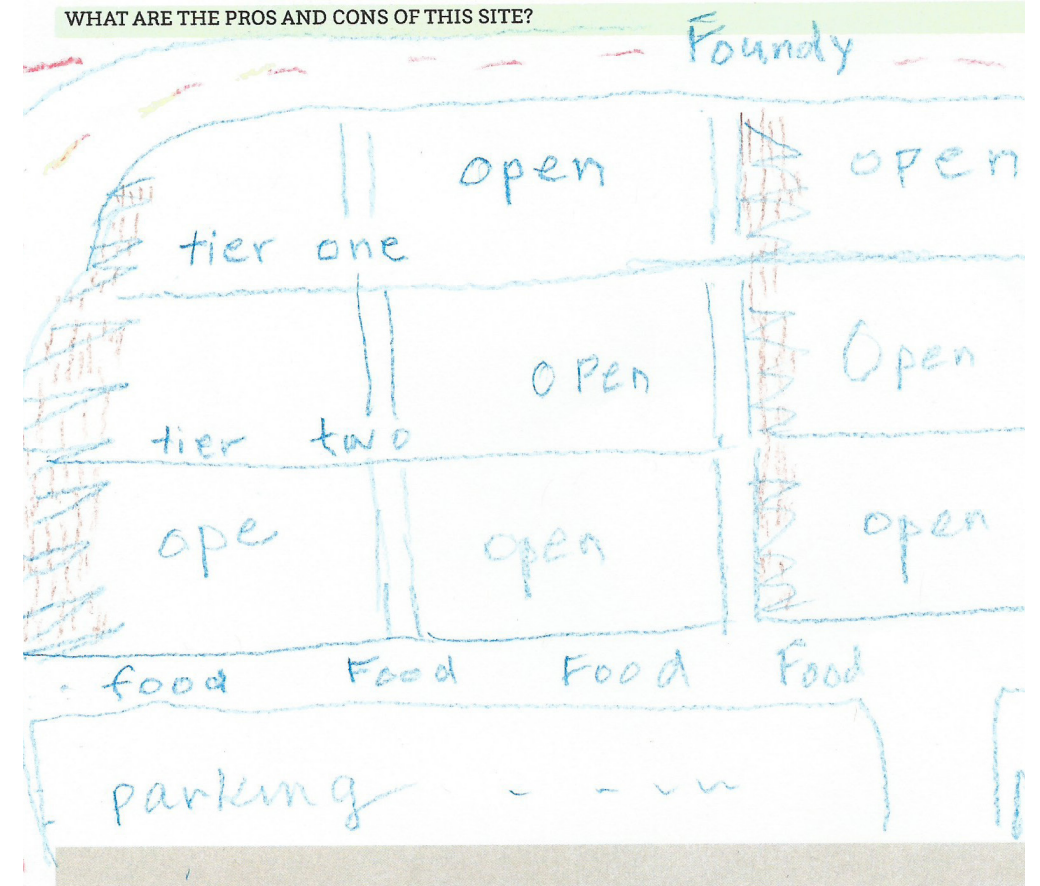 WHAT ARE THE PROS AND CONS OF THIS SITE?
Foundy
open open
tier one
open Open
tier two
ope open open
food Food Food Food
parking